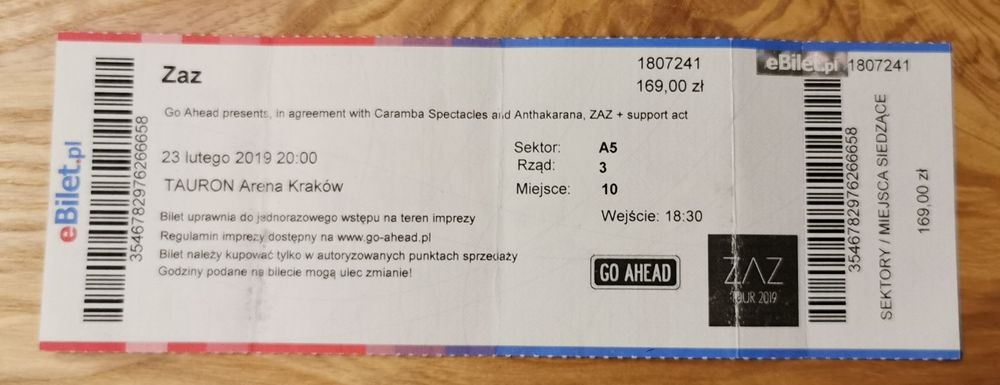 eBilet.pl
3546782976266658
Zaz
1807241
169,00 zł
Go Ahead presents, in agreement with Caramba Spectacles and Anthakarana, ZAZ + support act
23 lutego 2019 20:00
TAURON Arena Kraków
Sektor: A5
Rząd: 3
Miejsce: 10
Wejście: 18:30
Bilet uprawnia do jednorazowego wstępu na teren imprezy
Regulamin imprezy dostępny na www.go-ahead.pl
Bilet należy kupować tylko w autoryzowanych punktach sprzedaży
Godziny podane na bilecie mogą ulec zmianie!
GO AHEAD
ZAZ
TOUR 2019
eBilet.pl
1807241
3546782976266658
SEKTORY / MIEJSCA SIEDZĄCE
169,00 zł